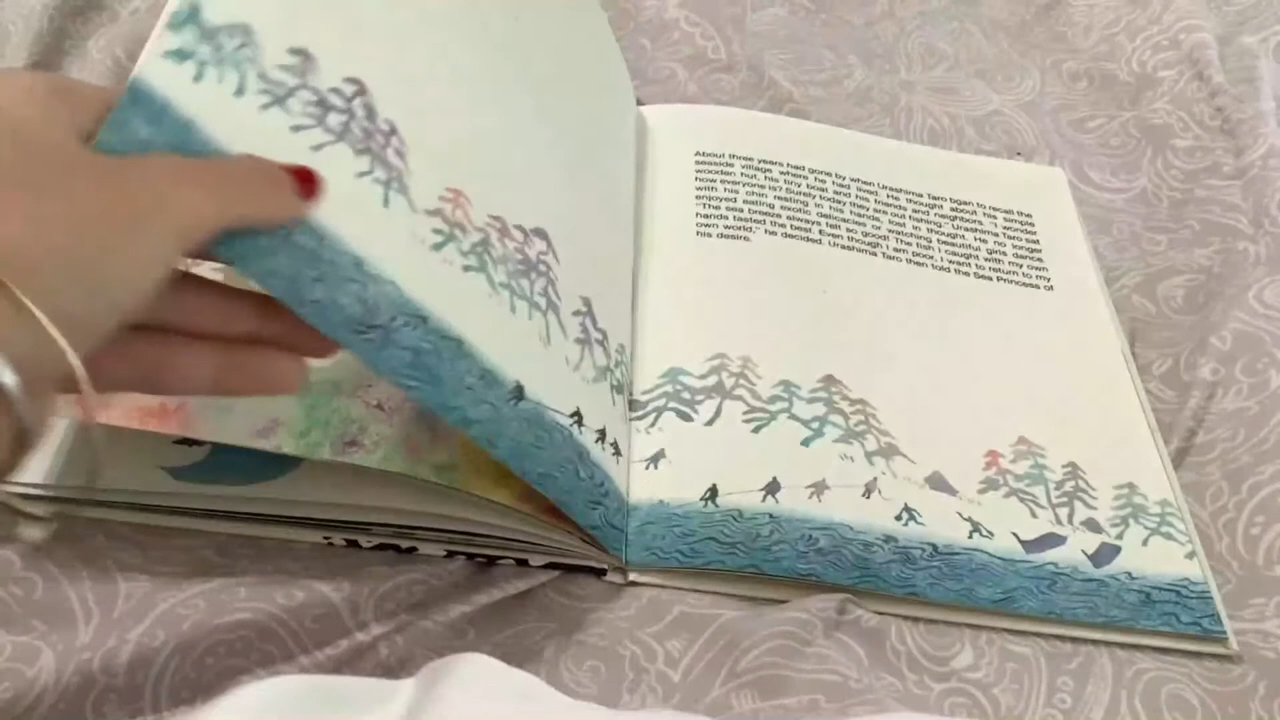 About three years had gone by when Urashima Taro bgan to recall the
seaside village where he had lived. He thought about his simple
wooden hut, his tiny boat and his friends and neighbors. "I wonder
how everyone is? Surely today they are out fishing." Urashima Taro sat
with his chin resting in his hands, lost in thought. He no longer
enjoyed eating exotic delicacies or watching beautiful girls dance.
"The sea breeze always felt so good! The fish I caught with my own
hands tasted the best. Even though I am poor, I want to return to my
own world," he decided. Urashima Taro then told the Sea Princess of
his desire.